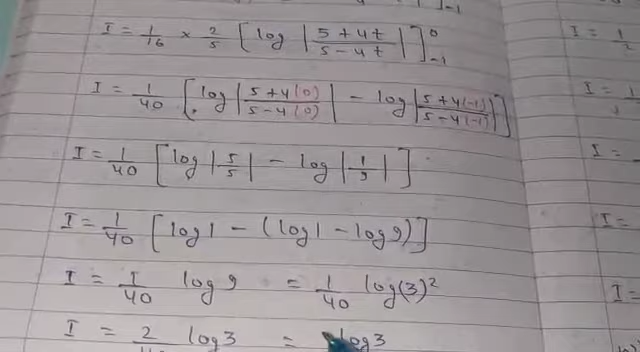 I = 1/16 × 2/5 [log |5+4t / 5-4t|]₋₁⁰
I = 1/40 [log |5+4(0) / 5-4(0)| - log |5+4(-1) / 5-4(-1)|]
I = 1/40 [log |5/5| - log |1/9|]
I = 1/40 [log 1 - (log 1 - log 9)]
I = 1/40 log 9 = 1/40 log(3)²
I = 2/40 log 3 = log 3